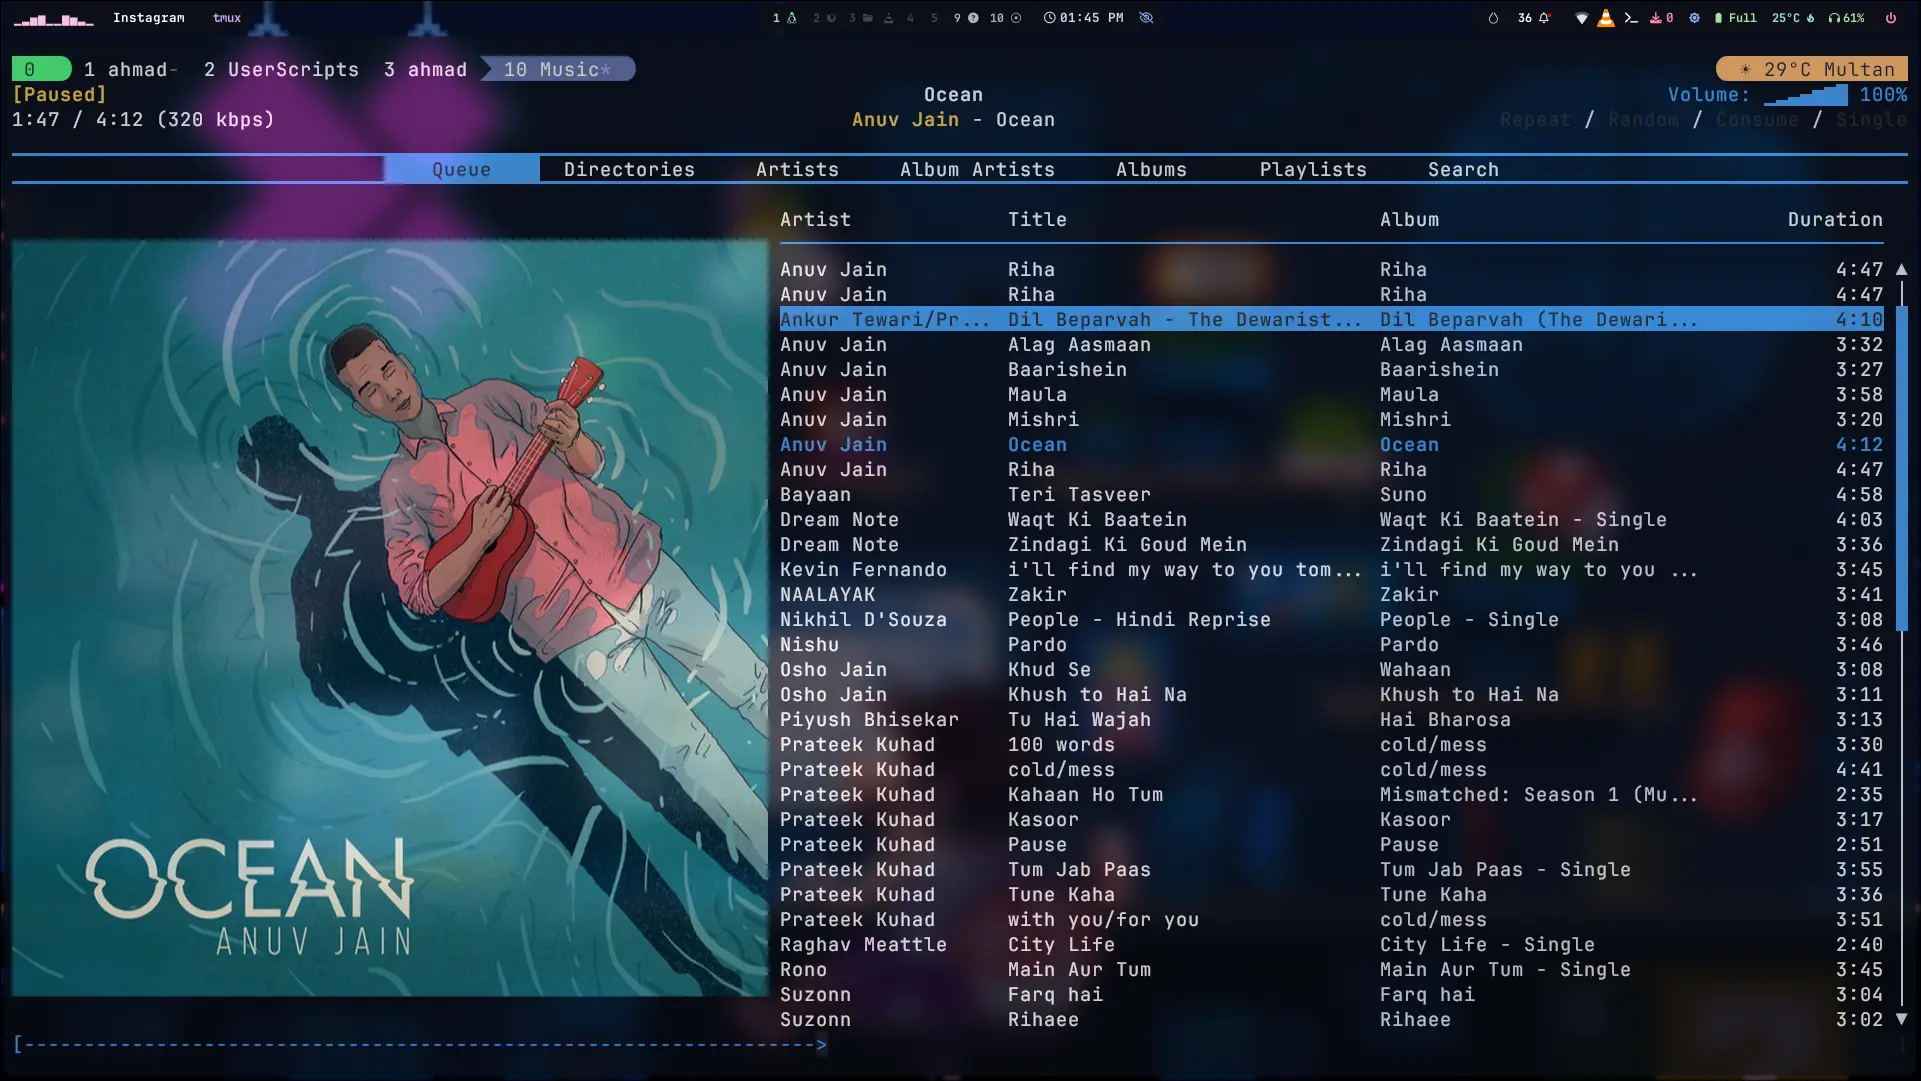 Instagram tmux 1 2 3 4 5 9 10 01:45 PM 36 0 Full 25°C 61%
0 1 ahmad- 2 UserScripts 3 ahmad 10 Music* 29°C Multan
[Paused] Ocean Volume: 100%
1:47 / 4:12 (320 kbps) Anuv Jain - Ocean Repeat / Random / Consume / Single
Queue Directories Artists Album Artists Albums Playlists Search
Artist Title Album Duration
Anuv Jain Riha Riha 4:47
Anuv Jain Riha Riha 4:47
Ankur Tewari/Pr... Dil Beparvah - The Dewarist... Dil Beparvah (The Dewari... 4:10
Anuv Jain Alag Aasmaan Alag Aasmaan 3:32
Anuv Jain Baarishein Baarishein 3:27
Anuv Jain Maula Maula 3:58
Anuv Jain Mishri Mishri 3:20
Anuv Jain Ocean Ocean 4:12
Anuv Jain Riha Riha 4:47
Bayaan Teri Tasveer Suno 4:58
Dream Note Waqt Ki Baatein Waqt Ki Baatein - Single 4:03
Dream Note Zindagi Ki Goud Mein Zindagi Ki Goud Mein 3:36
Kevin Fernando i'll find my way to you tom... i'll find my way to you ... 3:45
NAALAYAK Zakir Zakir 3:41
Nikhil D'Souza People - Hindi Reprise People - Single 3:08
Nishu Pardo Pardo 3:46
Osho Jain Khud Se Wahaan 3:08
Osho Jain Khush to Hai Na Khush to Hai Na 3:11
Piyush Bhisekar Tu Hai Wajah Hai Bharosa 3:13
Prateek Kuhad 100 words cold/mess 3:30
Prateek Kuhad cold/mess cold/mess 4:41
Prateek Kuhad Kahaan Ho Tum Mismatched: Season 1 (Mu... 2:35
Prateek Kuhad Kasoor Kasoor 3:17
Prateek Kuhad Pause Pause 2:51
Prateek Kuhad Tum Jab Paas Tum Jab Paas - Single 3:55
Prateek Kuhad Tune Kaha Tune Kaha 3:36
Prateek Kuhad with you/for you cold/mess 3:51
Raghav Meattle City Life City Life - Single 2:40
Rono Main Aur Tum Main Aur Tum - Single 3:45
Suzonn Farq hai Farq hai 3:04
Suzonn Rihaee Rihaee 3:02
OCEAN
ANUV JAIN